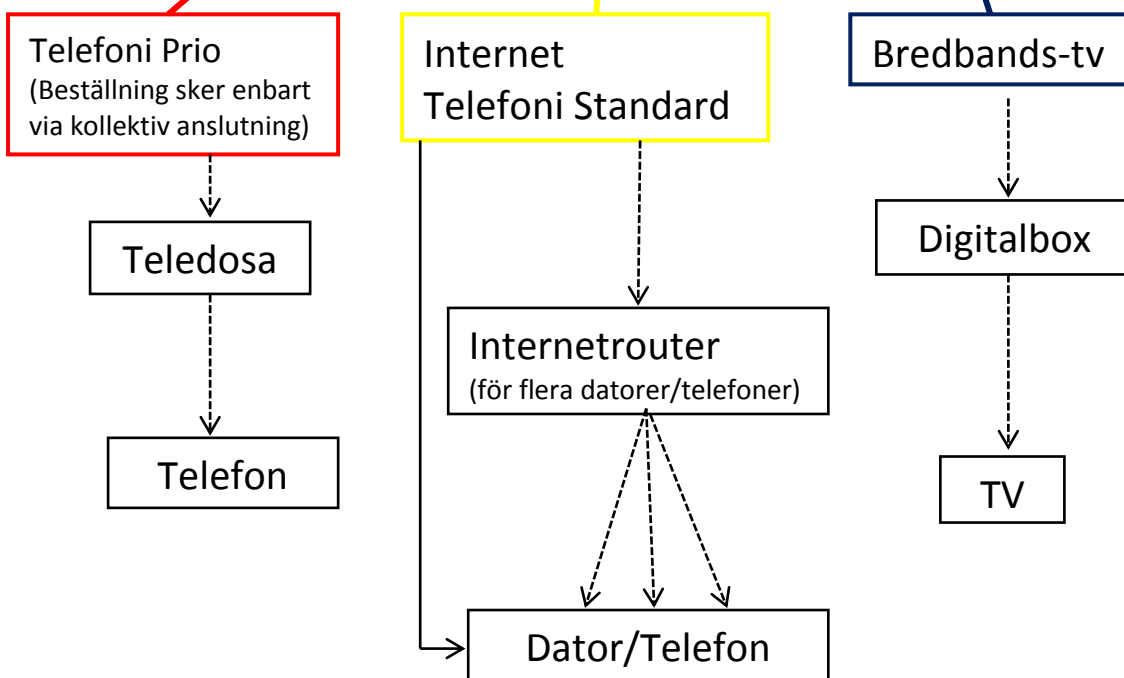 Telefoni Prio
(Beställning sker enbart
via kollektiv anslutning)
Teledosa
Telefon
Internet
Telefoni Standard
Internetrouter
(för flera datorer/telefoner)
Dator/Telefon
Bredbands-tv
Digitalbox
TV